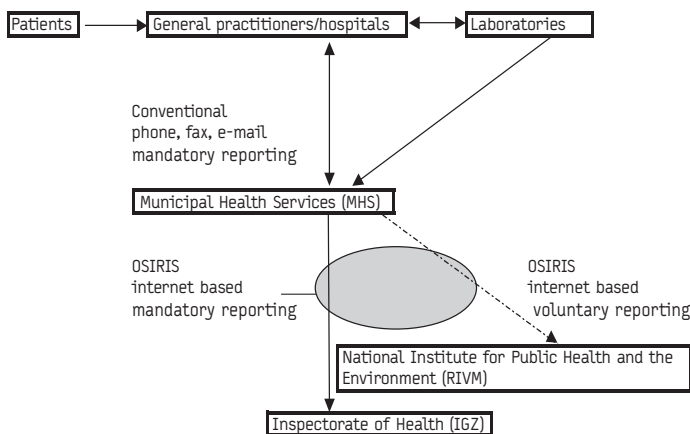 Patients
General practitioners/hospitals
Laboratories
Conventional
phone, fax, e-mail
mandatory reporting
Municipal Health Services (MHS)
OSIRIS
internet based
mandatory reporting
OSIRIS
internet based
voluntary reporting
National Institute for Public Health and the
Environment (RIVM)
Inspectorate of Health (IGZ)